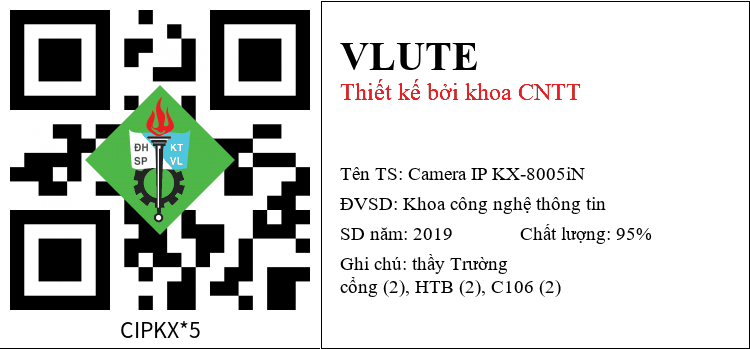 ĐH KT
SP VL
CIPKX*5
VLUTE
Thiết kế bởi khoa CNTT
Tên TS: Camera IP KX-8005iN
ĐVSD: Khoa công nghệ thông tin
SD năm: 2019 Chất lượng: 95%
Ghi chú: thầy Trường
cổng (2), HTB (2), C106 (2)